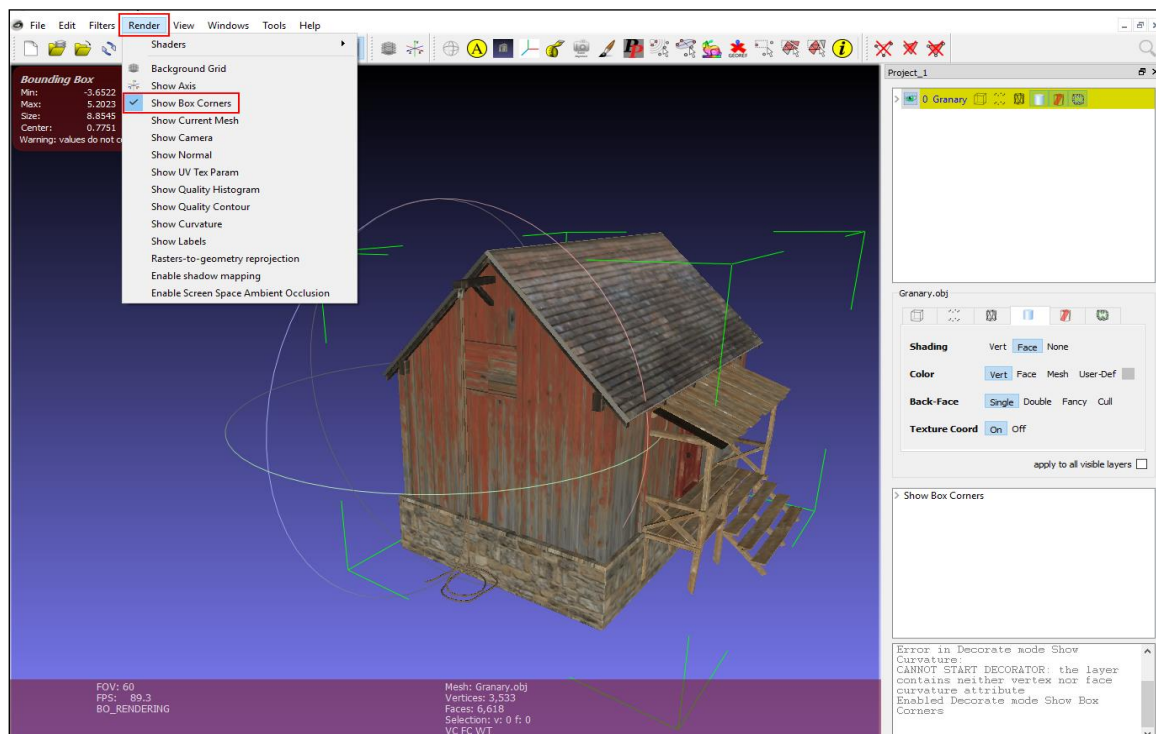 File Edit Filters Render View Windows Tools Help
Shaders
Background Grid
Show Axis
Show Box Corners
Show Current Mesh
Show Camera
Show Normal
Show UV Tex Param
Show Quality Histogram
Show Quality Contour
Show Curvature
Show Labels
Rasters-to-geometry reprojection
Enable shadow mapping
Enable Screen Space Ambient Occlusion
Bounding Box
Min: -3.6522
Max: 5.2023
Size: 8.8545
Center: 0.7751
Warning: values do not
A
GEOREF
i
Project_1
0 Granary
Granary.obj
Shading Vert Face None
Color Vert Face Mesh User-Def
Back-Face Single Double Fancy Cull
Texture Coord On Off
apply to all visible layers
Show Box Corners
Error in Decorate mode Show
Curvature:
CANNOT START DECORATOR: the layer
contains neither vertex nor face
curvature attribute
Enabled Decorate mode Show Box
Corners
FOV: 60
FPS: 89.3
BO_RENDERING
Mesh: Granary.obj
Vertices: 3,533
Faces: 6,618
Selection: v: 0 f: 0
VC FC WT